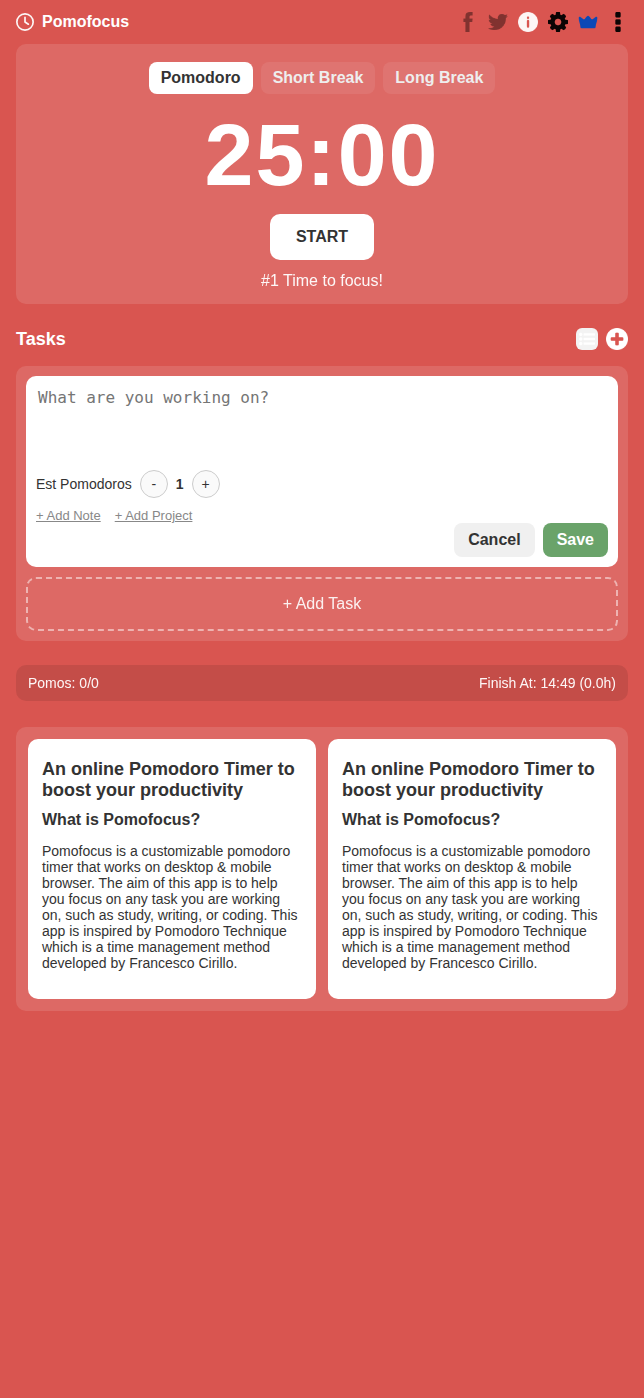 Pomofocus
Pomodoro Short Break Long Break
25:00
START
#1 Time to focus!
Tasks
What are you working on?
Est Pomodoros - 1 +
+ Add Note + Add Project
Cancel Save
+ Add Task
Pomos: 0/0 Finish At: 14:49 (0.0h)
An online Pomodoro Timer to
boost your productivity
What is Pomofocus?
Pomofocus is a customizable pomodoro
timer that works on desktop & mobile
browser. The aim of this app is to help
you focus on any task you are working
on, such as study, writing, or coding. This
app is inspired by Pomodoro Technique
which is a time management method
developed by Francesco Cirillo.
An online Pomodoro Timer to
boost your productivity
What is Pomofocus?
Pomofocus is a customizable pomodoro
timer that works on desktop & mobile
browser. The aim of this app is to help
you focus on any task you are working
on, such as study, writing, or coding. This
app is inspired by Pomodoro Technique
which is a time management method
developed by Francesco Cirillo.